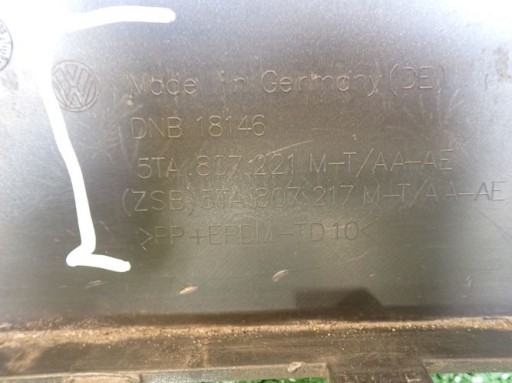 Made in Germany (DE)
DNB 18146
5TA.807.221 M-T/AA-AE
(ZSB) 5TA.807.217 M-T/AA-AE
>PP+EPDM-TD10<